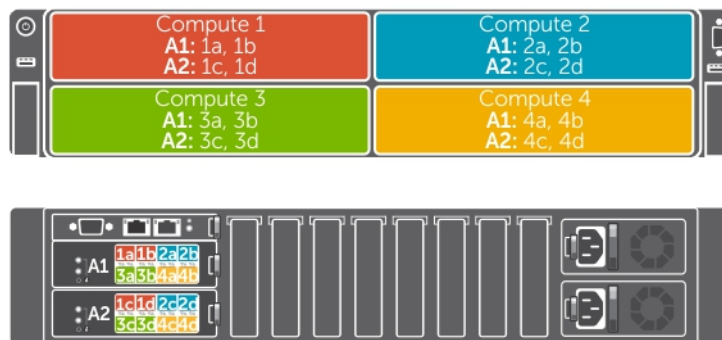 Compute 1
A1: 1a, 1b
A2: 1c, 1d
Compute 2
A1: 2a, 2b
A2: 2c, 2d
Compute 3
A1: 3a, 3b
A2: 3c, 3d
Compute 4
A1: 4a, 4b
A2: 4c, 4d
A1
1a 1b 2a 2b
3a 3b 4a 4b
A2
1c 1d 2c 2d
3c 3d 4c 4d